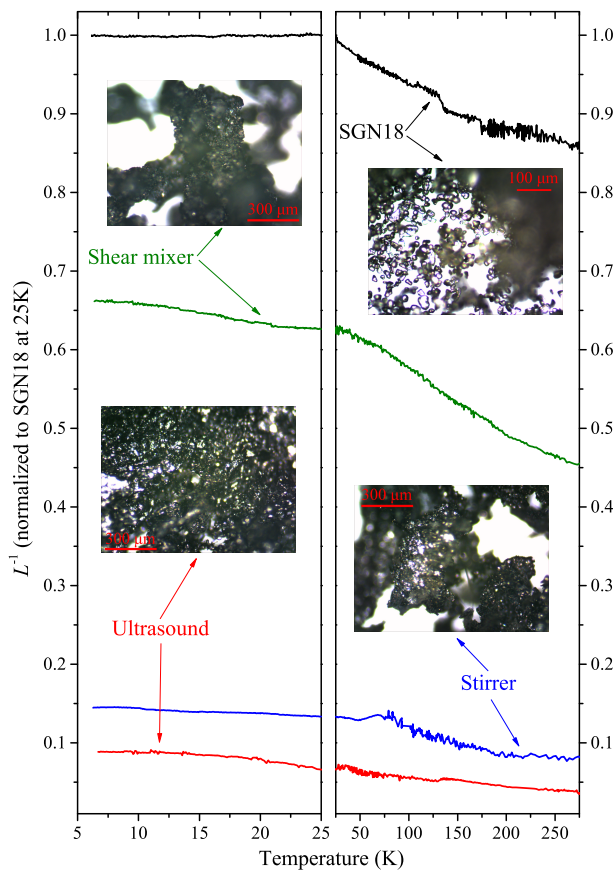 1.0
0.9
0.8
0.7
0.6
0.5
0.4
0.3
0.2
0.1
L⁻¹ (normalized to SGN18 at 25K)
300 μm
Shear mixer
300 μm
Ultrasound
SGN18
100 μm
300 μm
Stirrer
1.0
0.9
0.8
0.7
0.6
0.5
0.4
0.3
0.2
0.1
5 10 15 20 25
50 100 150 200 250
Temperature (K)